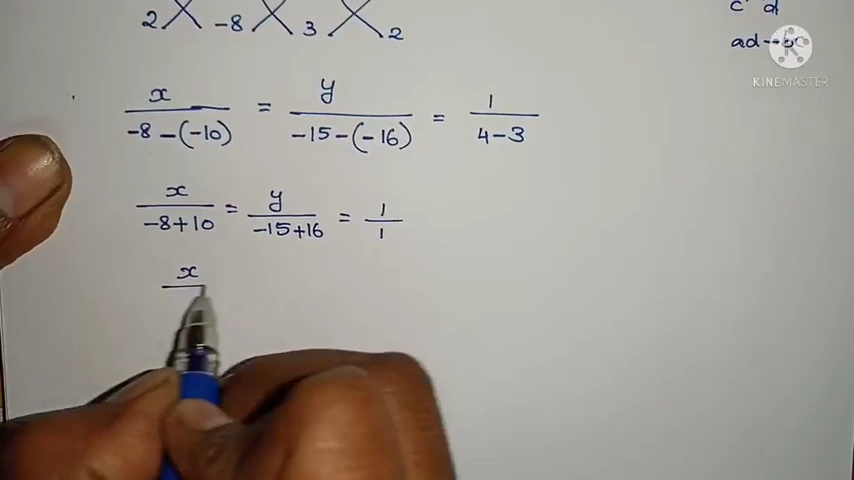 2 -8 3 2
c d
ad-bc
KINEMASTER
x/-8-(-10) = y/-15-(-16) = 1/4-3
x/-8+10 = y/-15+16 = 1/1
x